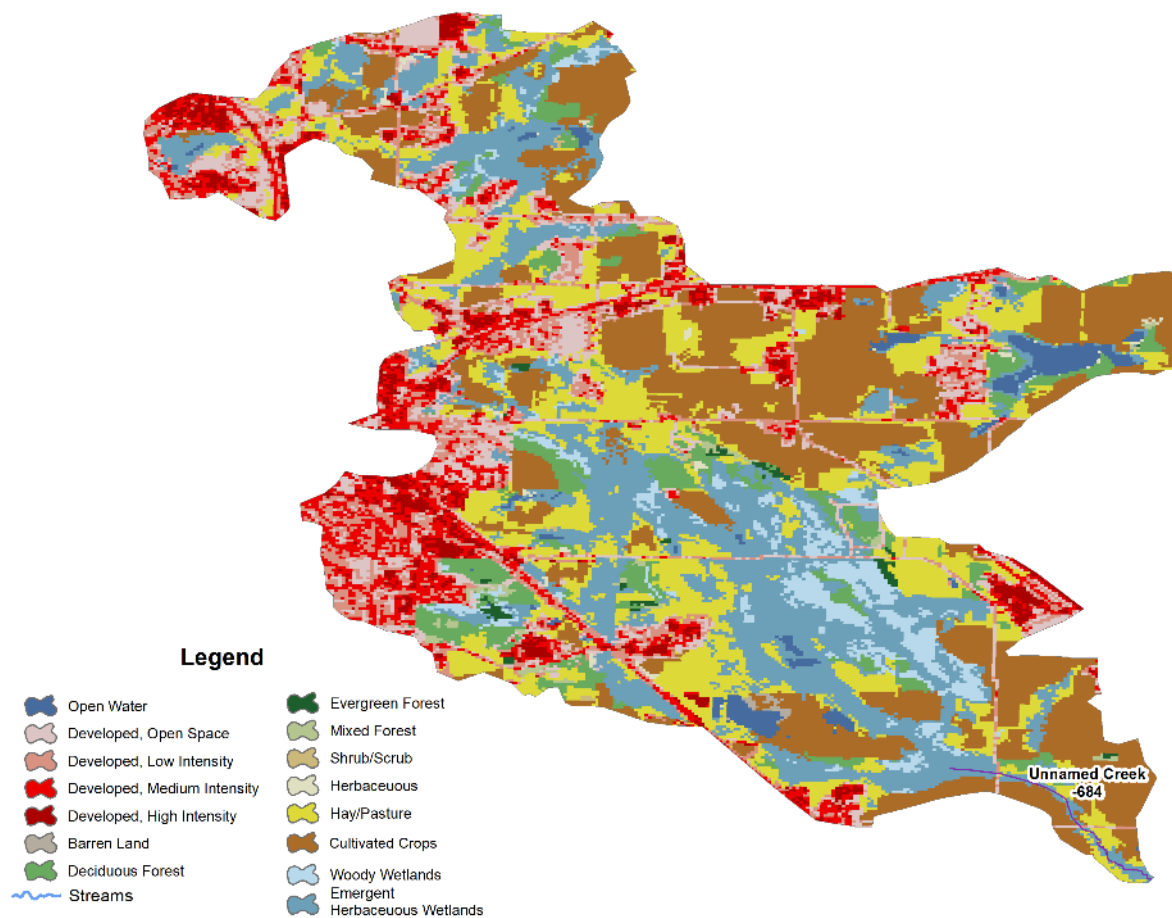 Unnamed Creek
-684
Legend
Open Water
Developed, Open Space
Developed, Low Intensity
Developed, Medium Intensity
Developed, High Intensity
Barren Land
Deciduous Forest
Streams
Evergreen Forest
Mixed Forest
Shrub/Scrub
Herbaceuous
Hay/Pasture
Cultivated Crops
Woody Wetlands
Emergent
Herbaceuous Wetlands